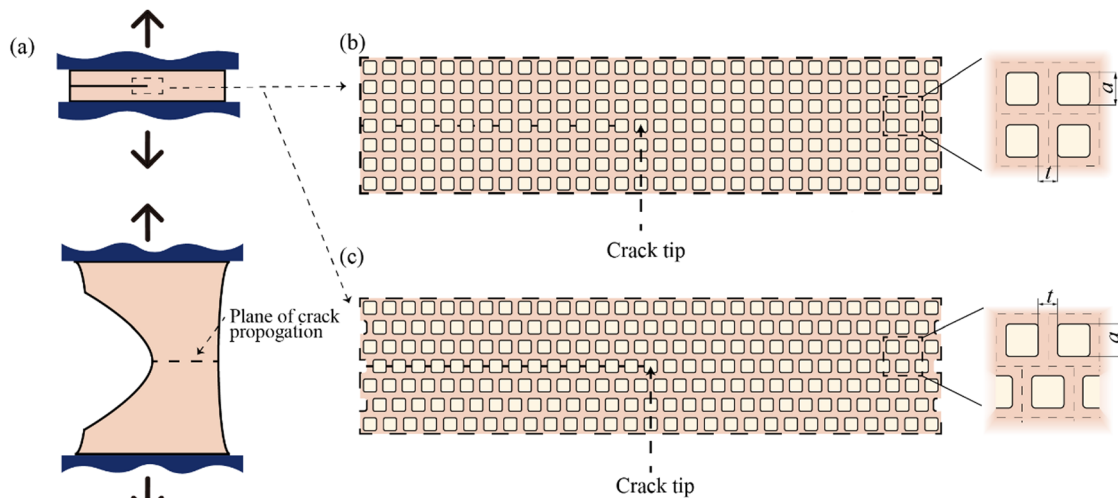 (a)
Plane of crack
propogation
(b)
Crack tip
a
t
(c)
Crack tip
t
a